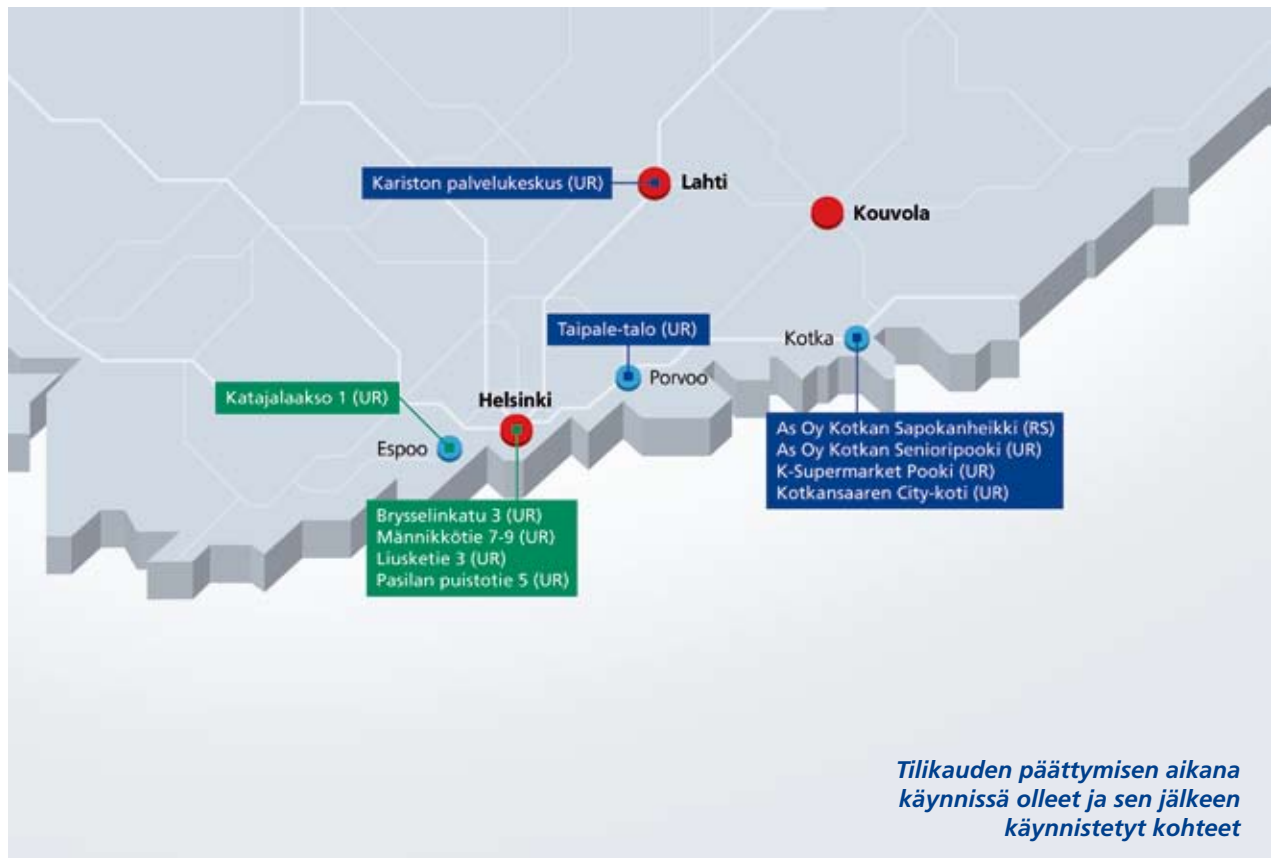 Kariston palvelukeskus (UR)
Lahti
Kouvola
Taipale-talo (UR)
Kotka
Porvoo
Katajalaakso 1 (UR)
Helsinki
Espoo
As Oy Kotkan Sapokanheikki (RS)
As Oy Kotkan Senioripooki (UR)
K-Supermarket Pooki (UR)
Kotkansaaren City-koti (UR)
Brysselinkatu 3 (UR)
Männikkötie 7-9 (UR)
Liusketie 3 (UR)
Pasilan puistotie 5 (UR)
Tilikauden päättymisen aikana
käynnissä olleet ja sen jälkeen
käynnistetyt kohteet